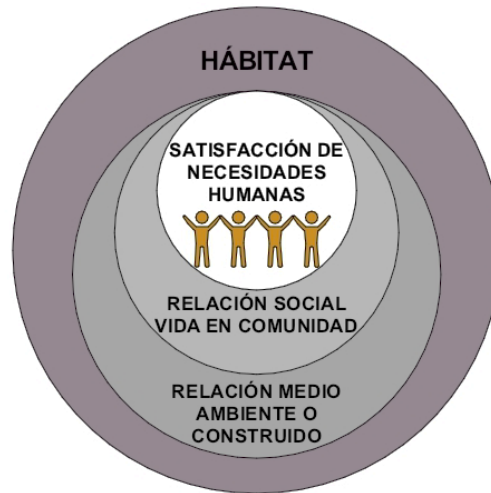 HÁBITAT
SATISFACCIÓN DE
NECESIDADES
HUMANAS
RELACIÓN SOCIAL
VIDA EN COMUNIDAD
RELACIÓN MEDIO
AMBIENTE O
CONSTRUIDO